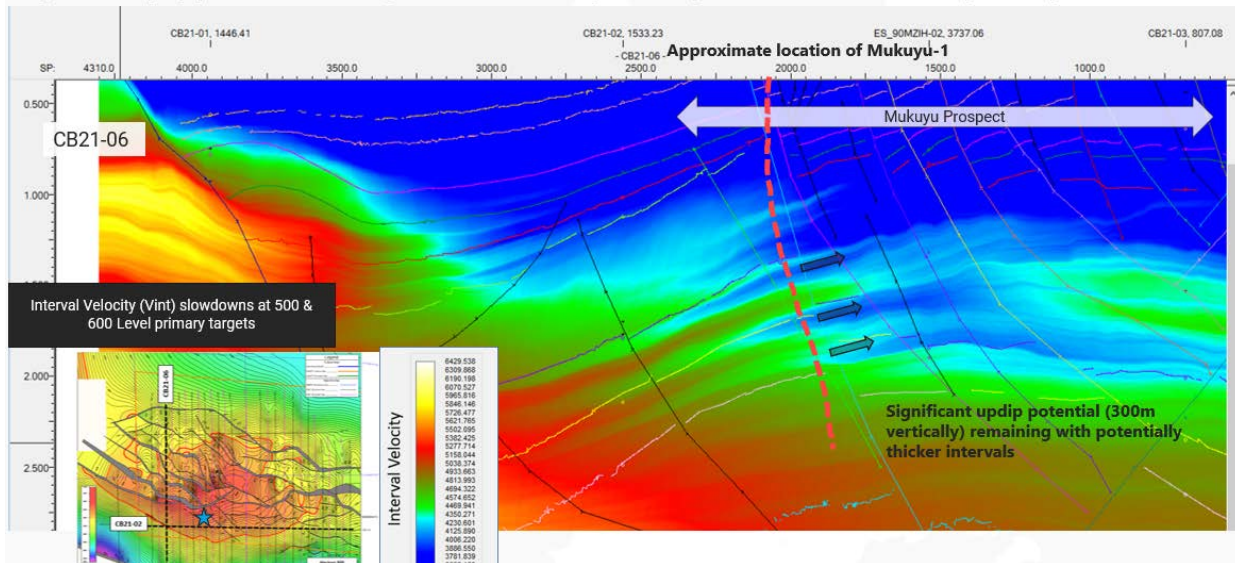 CB21-01, 1446.41
CB21-02, 1533.23
ES_90MZIH-02, 3737.06
CB21-03, 807.08
- CB21-06 -
Approximate location of Mukuyu-1
SP: 4310.0 4000.0 3500.0 3000.0 2500.0 2000.0 1500.0 1000.0
0.500
Mukuyu Prospect
CB21-06
1.000
Interval Velocity (Vint) slowdowns at 500 &
600 Level primary targets
2.000
2.500
Significant updip potential (300m
vertically) remaining with potentially
thicker intervals
CB21-06
CB21-02
Interval Velocity
6429.538
6309.868
6190.198
6070.527
5965.816
5846.146
5726.477
5621.765
5502.095
5382.425
5277.714
5158.044
5038.374
4933.663
4813.993
4694.322
4574.652
4469.941
4350.271
4230.601
4125.890
4006.220
3886.550
3781.839